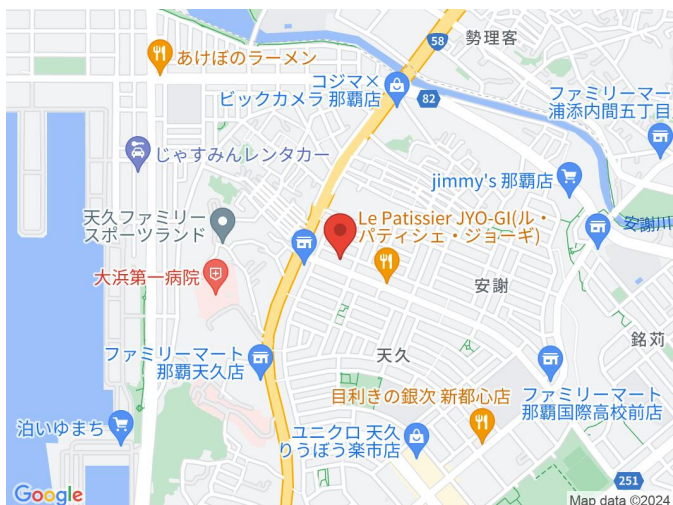 勢理客
58
あけぼのラーメン
コジマ×
ビックカメラ 那覇店
82
ファミリーマー
浦添内間五丁目
じゃすみんレンタカー
jimmy's 那覇店
天久ファミリー
スポーツランド
Le Patissier JYO-GI(ル・
パティシェ・ジョーギ)
安謝川
大浜第一病院
安謝
銘苅
ファミリーマート
那覇天久店
天久
目利きの銀次 新都心店
ファミリーマート
那覇国際高校前店
泊いゆまち
ユニクロ 天久
りうぼう楽市店
251
Google
Map data ©2024